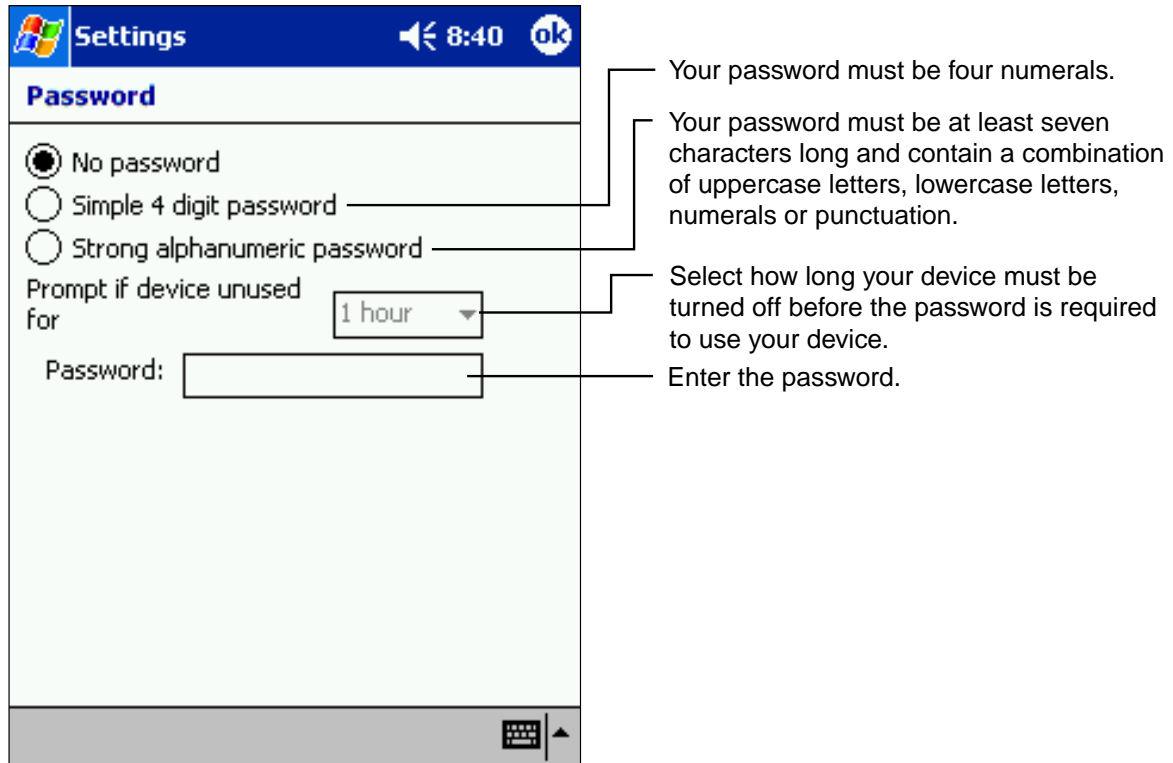 Settings 8:40 ok
Password
No password
Simple 4 digit password
Strong alphanumeric password
Prompt if device unused
for
1 hour
Password:
Your password must be four numerals.
Your password must be at least seven
characters long and contain a combination
of uppercase letters, lowercase letters,
numerals or punctuation.
Select how long your device must be
turned off before the password is required
to use your device.
Enter the password.